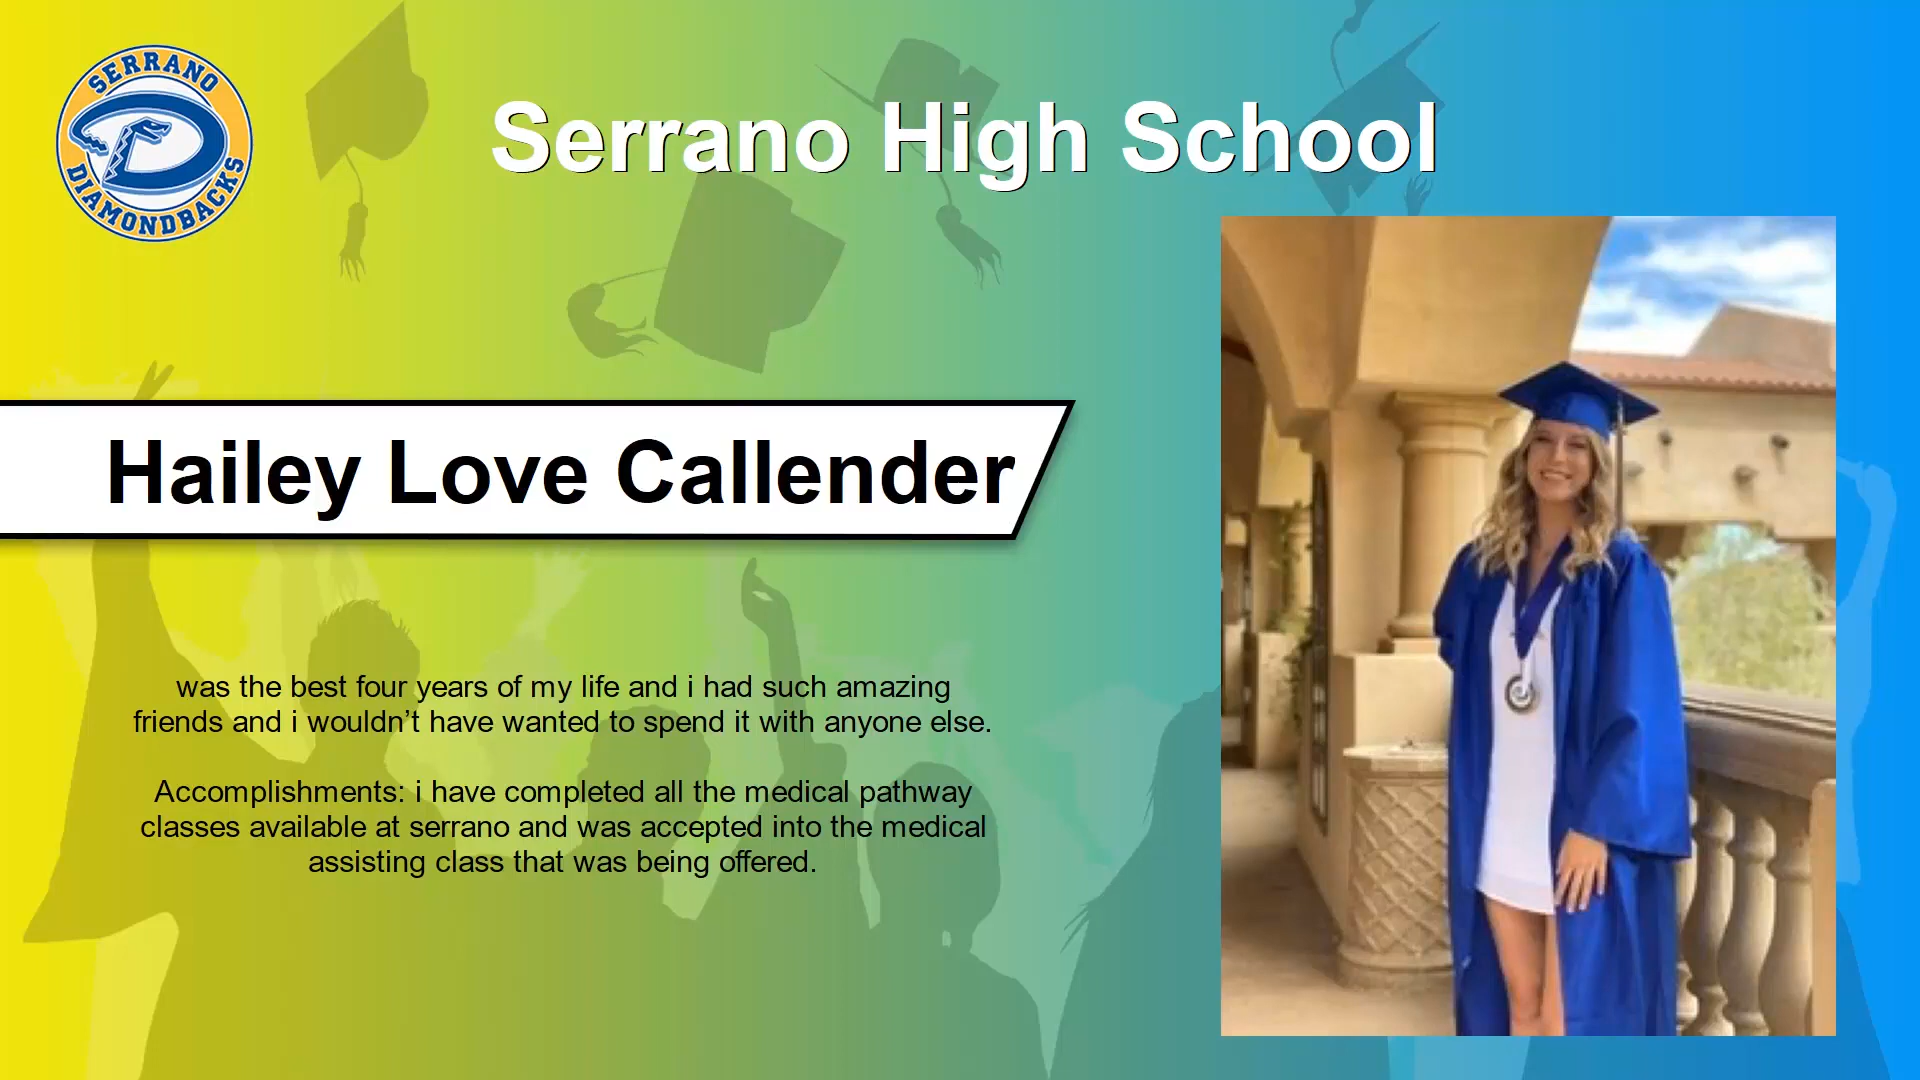 SERRANO
DIAMONDBACKS
Serrano High School
Hailey Love Callender
was the best four years of my life and i had such amazing
friends and i wouldn’t have wanted to spend it with anyone else.
Accomplishments: i have completed all the medical pathway
classes available at serrano and was accepted into the medical
assisting class that was being offered.